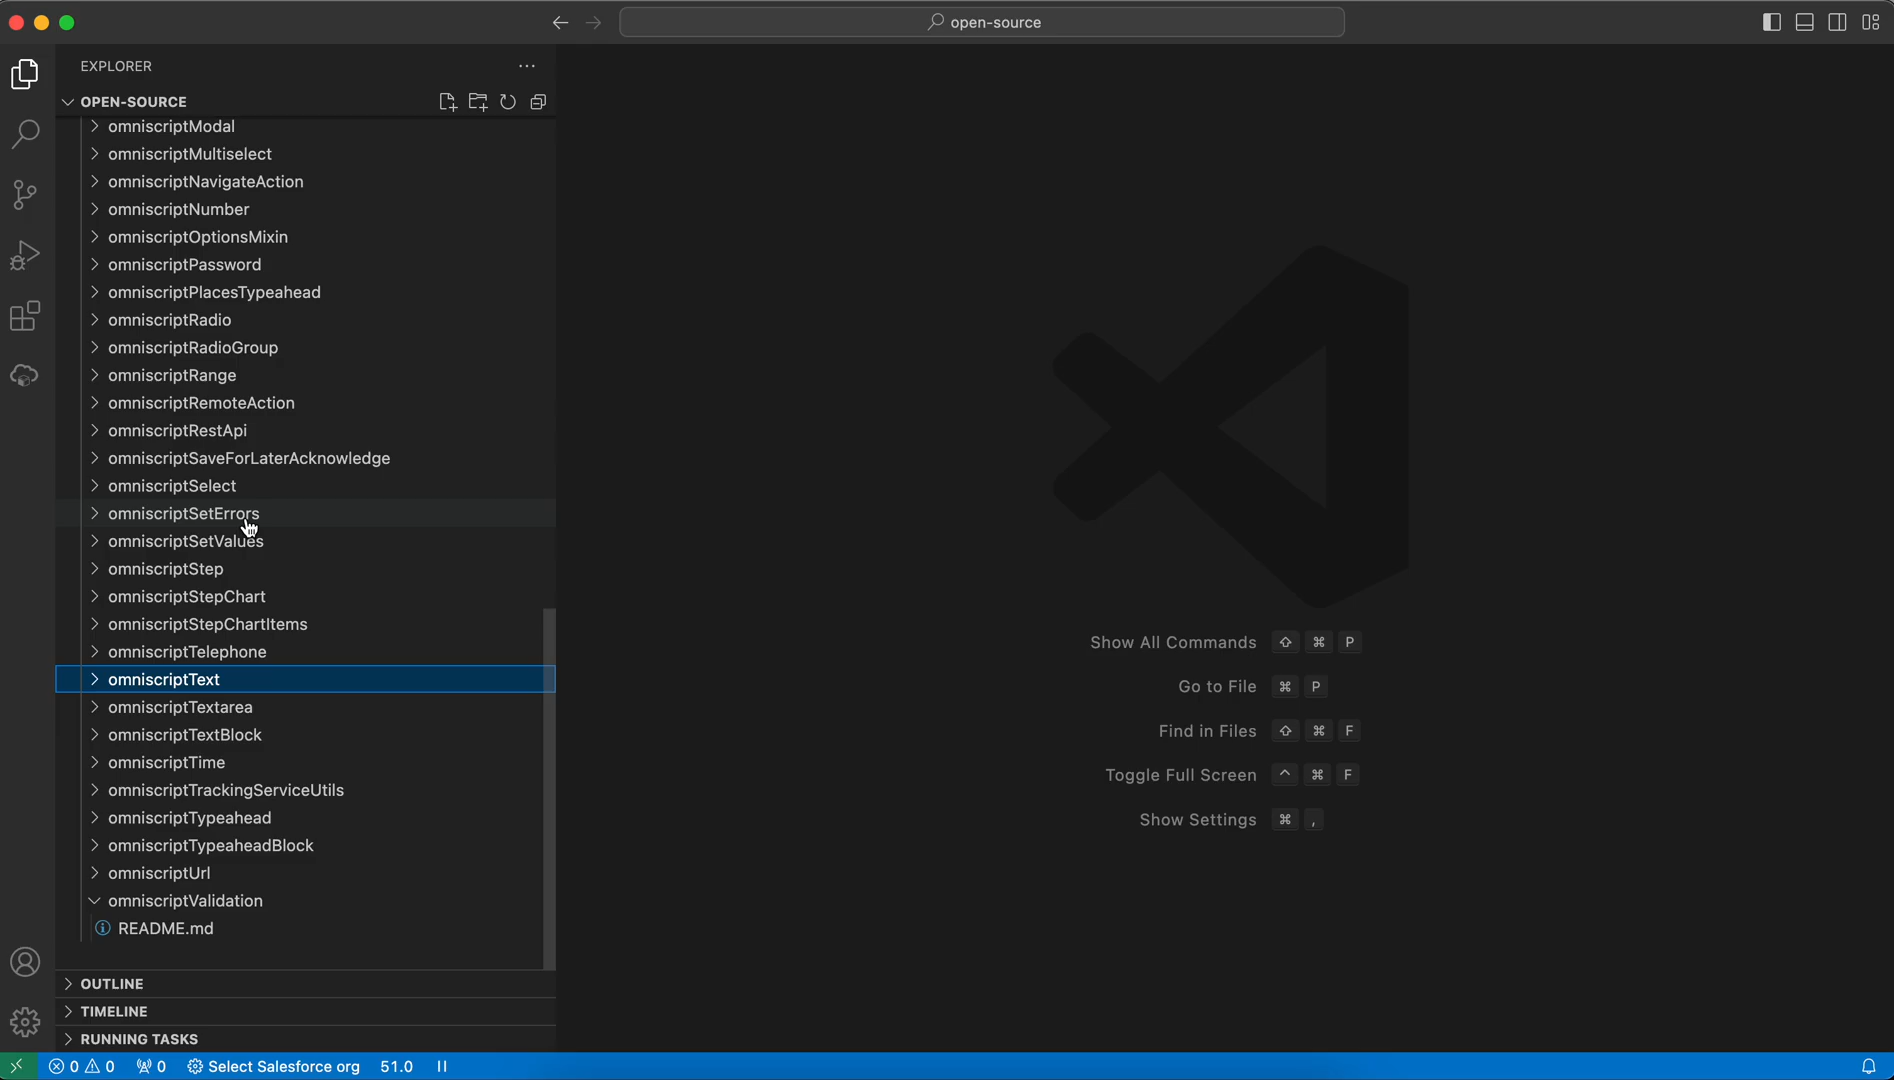 open-source
EXPLORER
OPEN-SOURCE
omniscriptModal
omniscriptMultiselect
omniscriptNavigateAction
omniscriptNumber
omniscriptOptionsMixin
omniscriptPassword
omniscriptPlacesTypeahead
omniscriptRadio
omniscriptRadioGroup
omniscriptRange
omniscriptRemoteAction
omniscriptRestApi
omniscriptSaveForLaterAcknowledge
omniscriptSelect
omniscriptSetErrors
omniscriptSetValues
omniscriptStep
omniscriptStepChart
omniscriptStepChartItems
omniscriptTelephone
omniscriptText
omniscriptTextarea
omniscriptTextBlock
omniscriptTime
omniscriptTrackingServiceUtils
omniscriptTypeahead
omniscriptTypeaheadBlock
omniscriptUrl
omniscriptValidation
README.md
OUTLINE
TIMELINE
RUNNING TASKS
Show All Commands ⇧ ⌘ P
Go to File ⌘ P
Find in Files ⇧ ⌘ F
Toggle Full Screen ^ ⌘ F
Show Settings ⌘ ,
0 0 0 Select Salesforce org 51.0